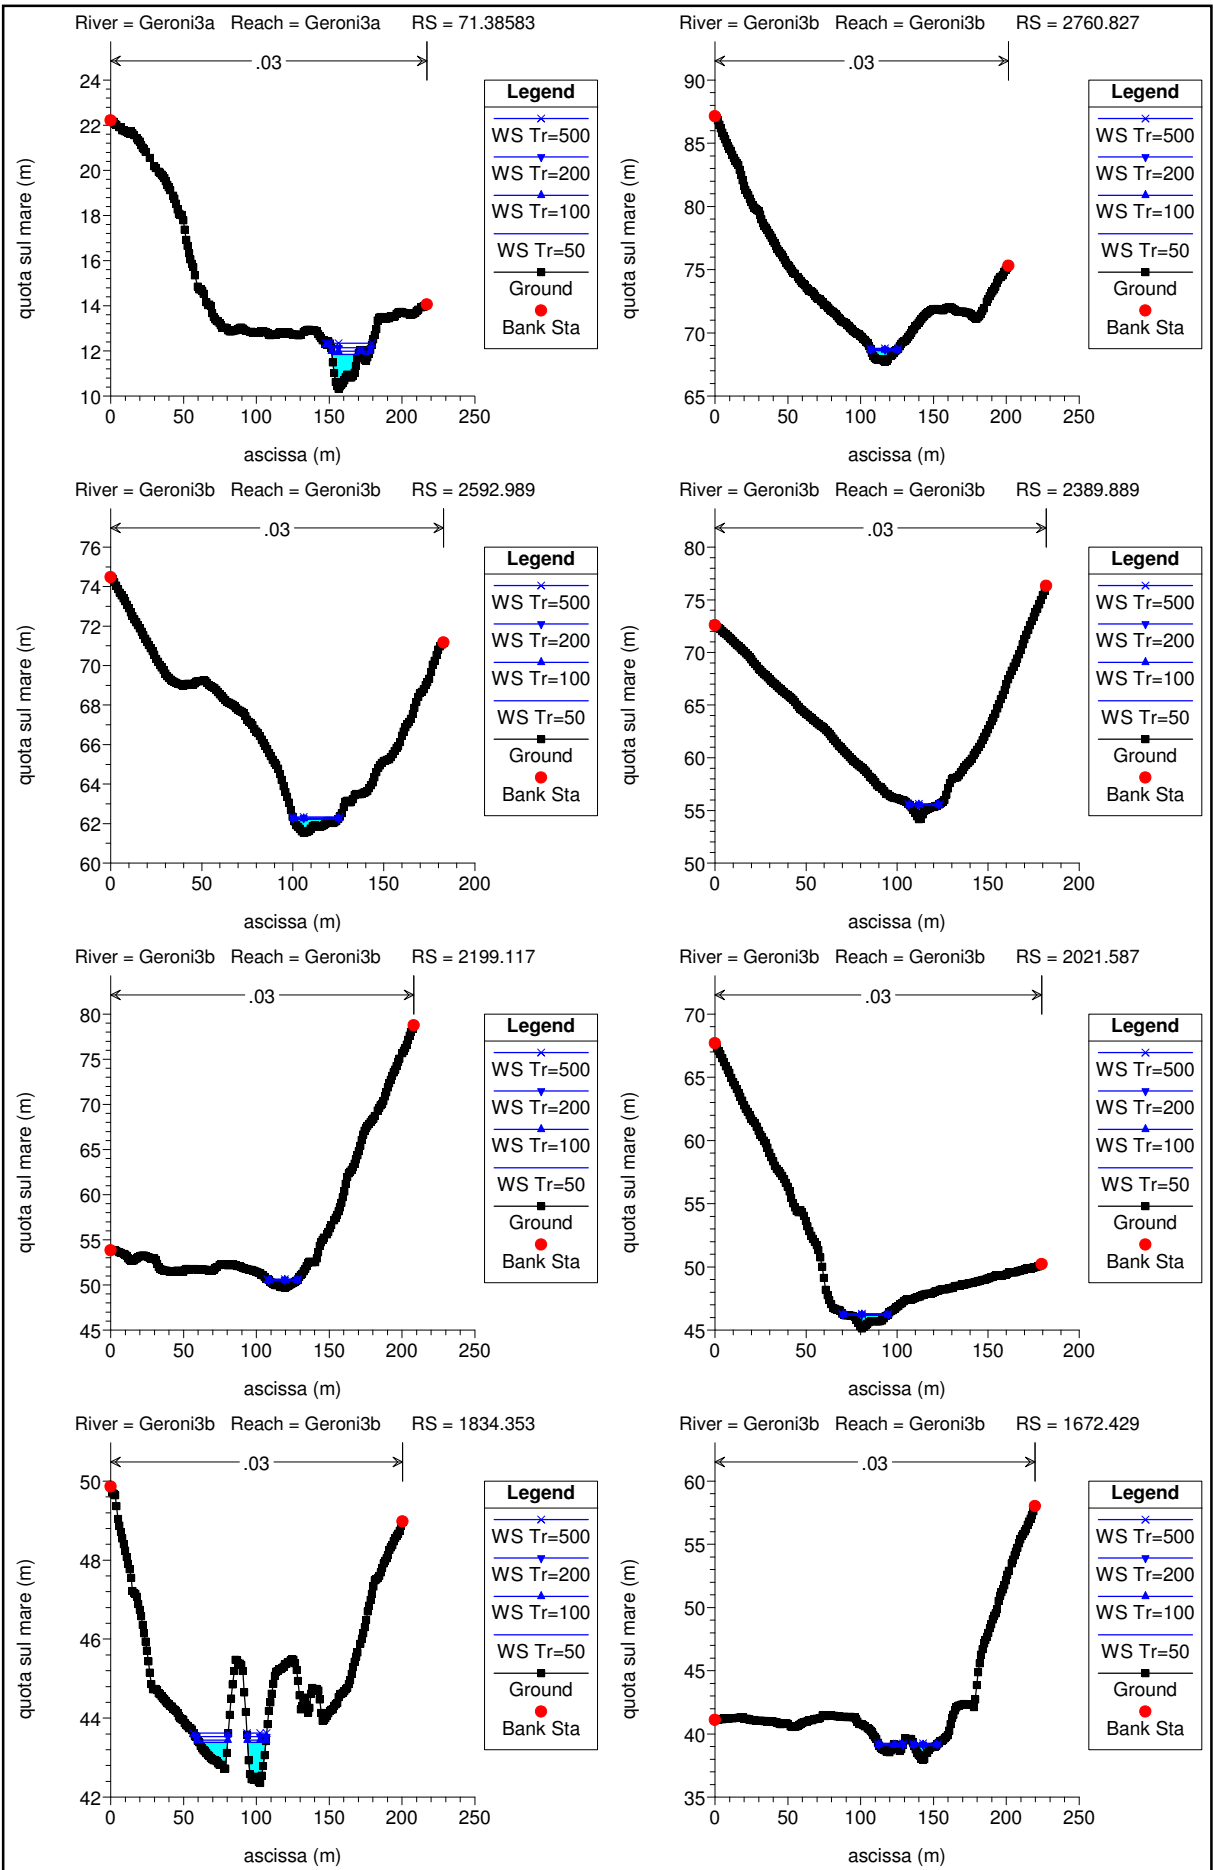 River = Geroni3a Reach = Geroni3a RS = 71.38583
.03
24
22
20
18
16
14
12
10
0 50 100 150 200 250
quota sul mare (m)
ascissa (m)
Legend
WS Tr=500
WS Tr=200
WS Tr=100
WS Tr=50
Ground
Bank Sta
River = Geroni3b Reach = Geroni3b RS = 2760.827
.03
90
85
80
75
70
65
0 50 100 150 200 250
quota sul mare (m)
ascissa (m)
Legend
WS Tr=500
WS Tr=200
WS Tr=100
WS Tr=50
Ground
Bank Sta
River = Geroni3b Reach = Geroni3b RS = 2592.989
.03
76
74
72
70
68
66
64
62
60
0 50 100 150 200
quota sul mare (m)
ascissa (m)
Legend
WS Tr=500
WS Tr=200
WS Tr=100
WS Tr=50
Ground
Bank Sta
River = Geroni3b Reach = Geroni3b RS = 2389.889
.03
80
75
70
65
60
55
50
0 50 100 150 200
quota sul mare (m)
ascissa (m)
Legend
WS Tr=500
WS Tr=200
WS Tr=100
WS Tr=50
Ground
Bank Sta
River = Geroni3b Reach = Geroni3b RS = 2199.117
.03
80
75
70
65
60
55
50
45
0 50 100 150 200 250
quota sul mare (m)
ascissa (m)
Legend
WS Tr=500
WS Tr=200
WS Tr=100
WS Tr=50
Ground
Bank Sta
River = Geroni3b Reach = Geroni3b RS = 2021.587
.03
70
65
60
55
50
45
0 50 100 150 200
quota sul mare (m)
ascissa (m)
Legend
WS Tr=500
WS Tr=200
WS Tr=100
WS Tr=50
Ground
Bank Sta
River = Geroni3b Reach = Geroni3b RS = 1834.353
.03
50
48
46
44
42
0 50 100 150 200 250
quota sul mare (m)
ascissa (m)
Legend
WS Tr=500
WS Tr=200
WS Tr=100
WS Tr=50
Ground
Bank Sta
River = Geroni3b Reach = Geroni3b RS = 1672.429
.03
60
55
50
45
40
35
0 50 100 150 200 250
quota sul mare (m)
ascissa (m)
Legend
WS Tr=500
WS Tr=200
WS Tr=100
WS Tr=50
Ground
Bank Sta